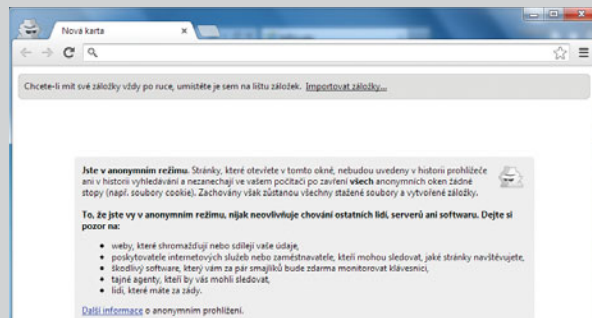 Nová karta
Chcete-li mít své záložky vždy po ruce, umístěte je sem na lištu záložek. Importovat záložky...
Jste v anonymním režimu. Stránky, které otevřete v tomto okně, nebudou uvedeny v historii prohlížeče
ani v historii vyhledávání a nezanechají ve vašem počítači po zavření všech anonymních oken žádné
stopy (např. soubory cookie). Zachovány však zůstanou všechny stažené soubory a vytvořené záložky.
To, že jste vy v anonymním režimu, nijak neovlivňuje chování ostatních lidí, serverů ani softwaru. Dejte si
pozor na:
• weby, které shromažďují nebo sdílejí vaše údaje,
• poskytovatele internetových služeb nebo zaměstnavatele, kteří mohou sledovat, jaké stránky navštěvujete,
• škodlivý software, který vám za pár smajlíků bude zdarma monitorovat klávesnici,
• tajné agenty, kteří by vás mohli sledovat,
• lidi, které máte za zády.
Další informace o anonymním prohlížení.